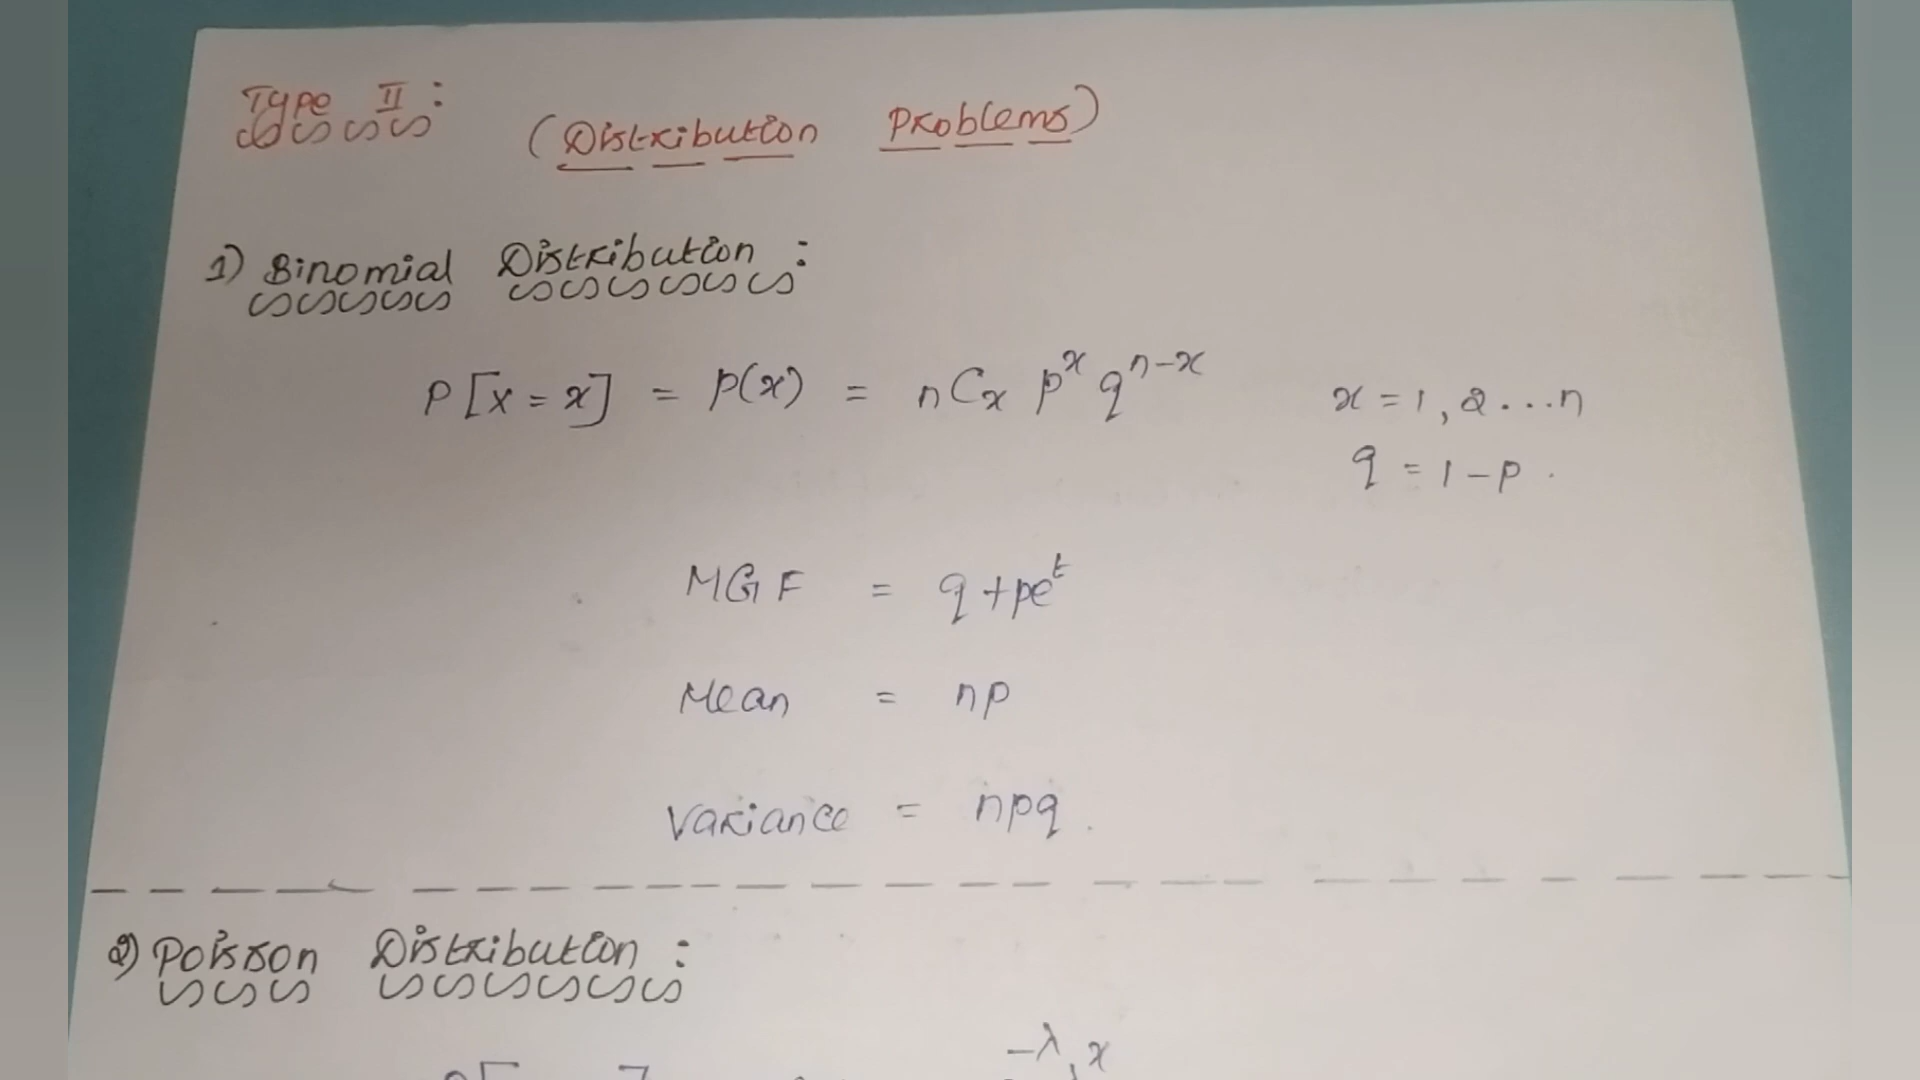 Type II :
(Distribution Problems)
1) Binomial Distribution :
P[X = x] = p(x) = nCx p^x q^n-x x = 1, 2...n
q = 1 - p .
MGF = q + pe^t
Mean = np
Variance = npq .
2) Poisson Distribution :
-λ x